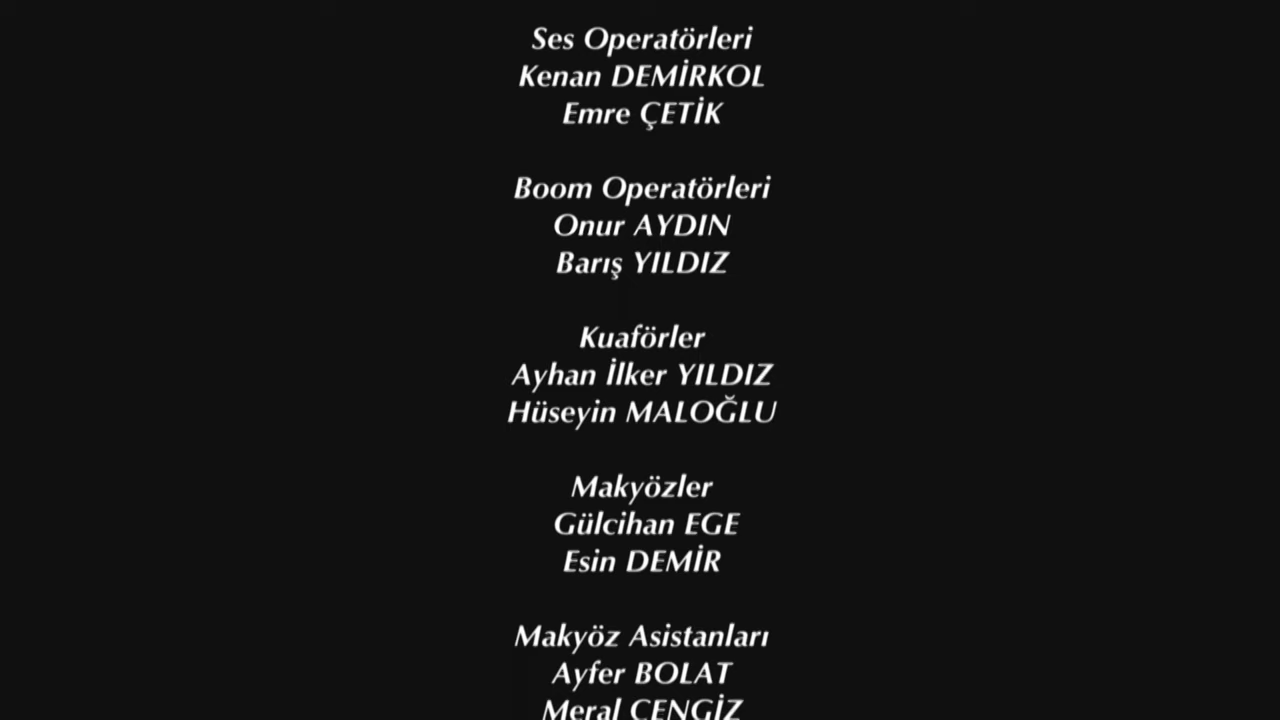 Ses Operatörleri
Kenan DEMİRKOL
Emre ÇETİK
Boom Operatörleri
Onur AYDIN
Barış YILDIZ
Kuaförler
Ayhan İlker YILDIZ
Hüseyin MALOĞLU
Makyözler
Gülcihan EGE
Esin DEMİR
Makyöz Asistanları
Ayfer BOLAT
Meral CENGİZ